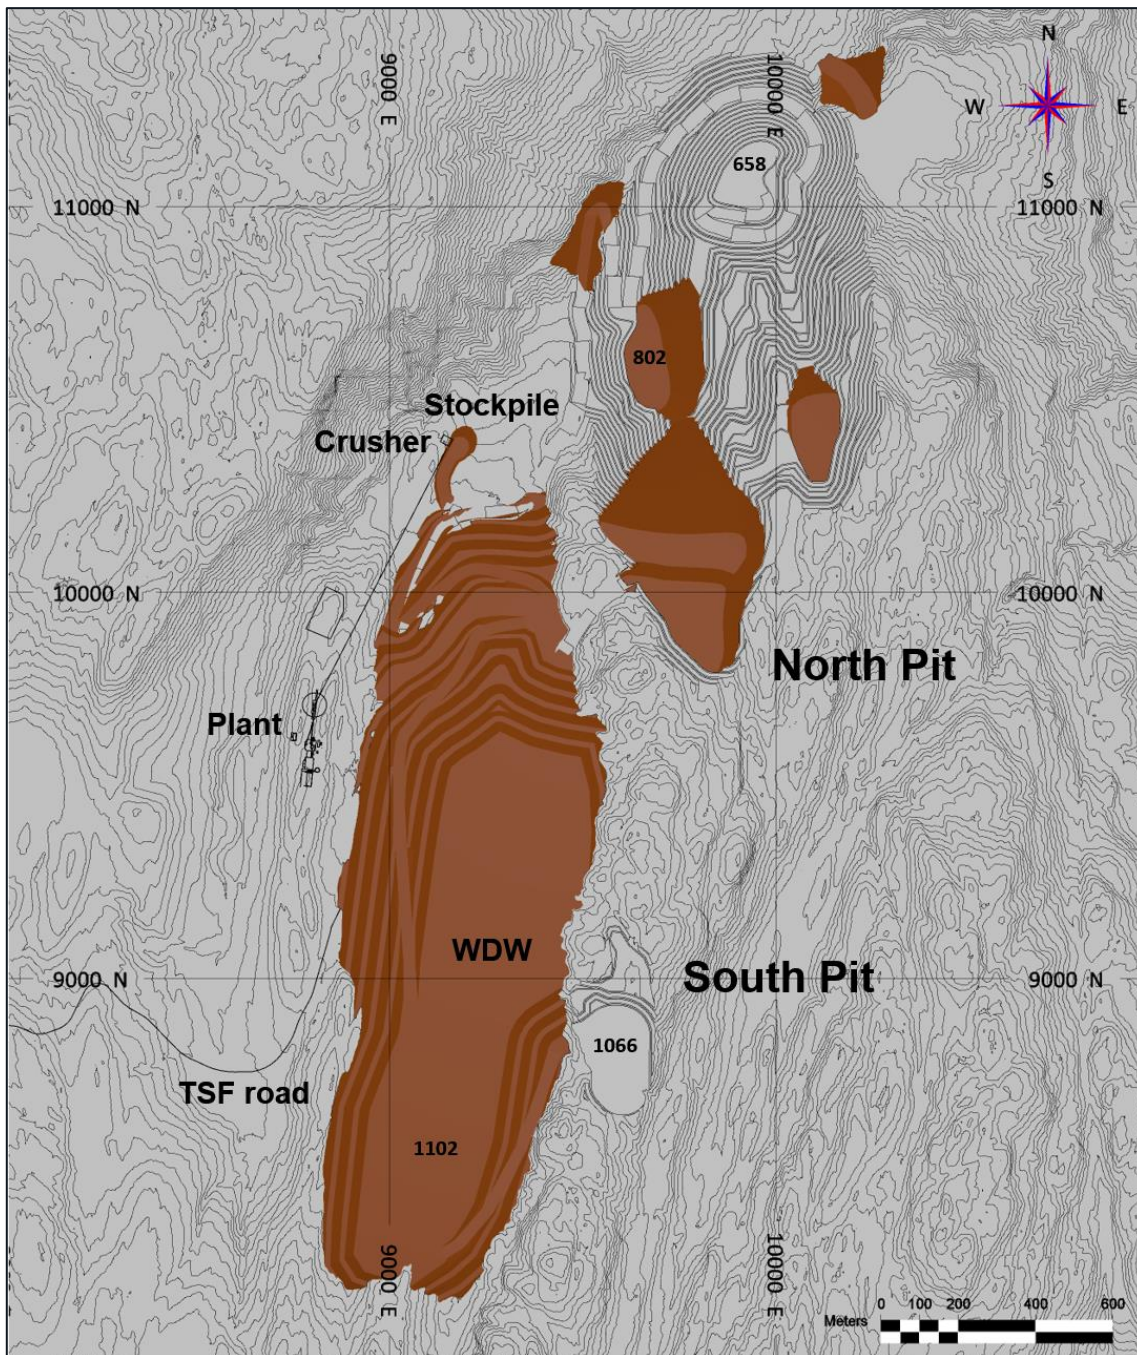 N
9000 E
10000 E
W
E
658
S
11000 N
11000 N
802
Stockpile
Crusher
10000 N
10000 N
North Pit
Plant
WDW
South Pit
9000 N
9000 N
1066
TSF road
1102
9000 E
10000 E
Meters
0 100 200 400 600